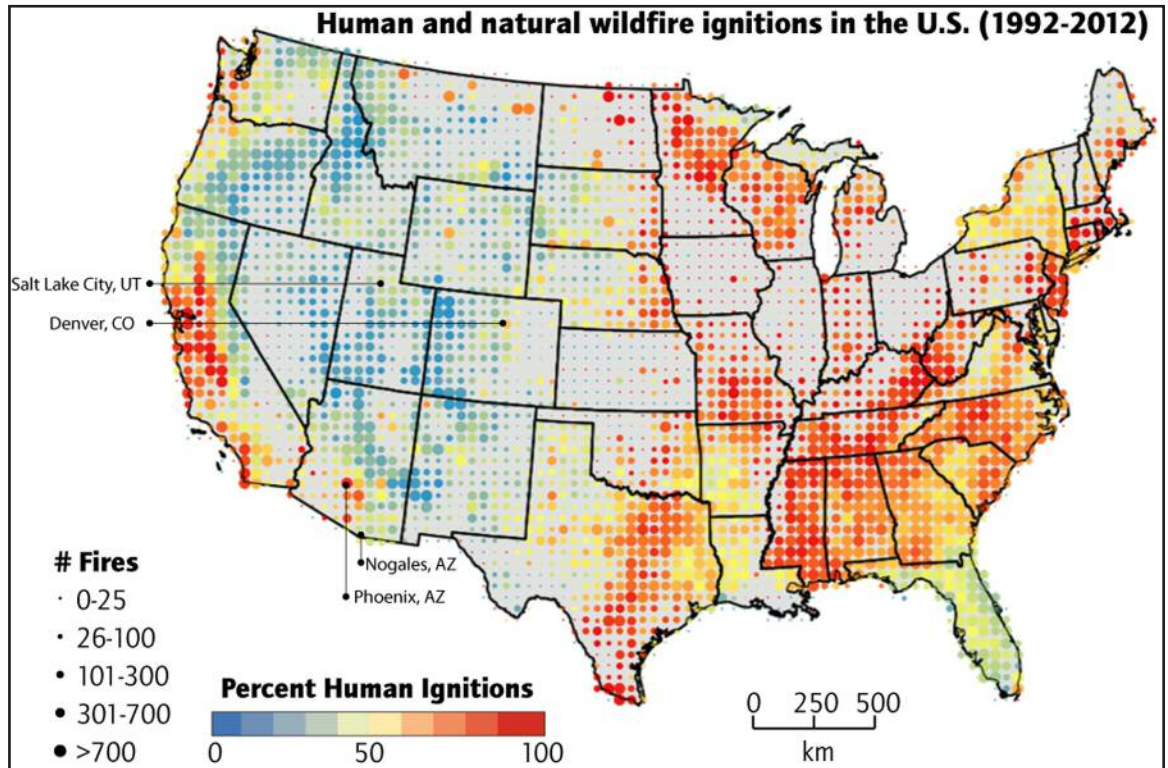 Human and natural wildfire ignitions in the U.S. (1992-2012)
Salt Lake City, UT
Denver, CO
Nogales, AZ
Phoenix, AZ
# Fires
0-25
26-100
101-300
301-700
>700
Percent Human Ignitions
0 50 100
0 250 500
km